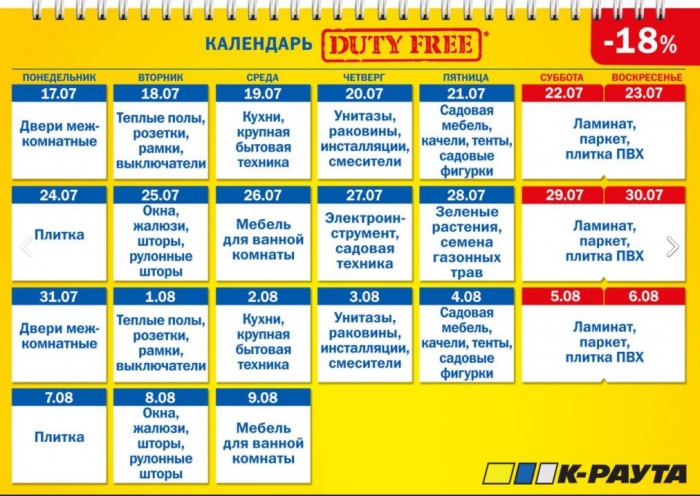 КАЛЕНДАРЬ DUTY FREE*
-18%
ПОНЕДЕЛЬНИК ВТОРНИК СРЕДА ЧЕТВЕРГ ПЯТНИЦА СУББОТА ВОСКРЕСЕНЬЕ
17.07
Двери меж-
комнатные
18.07
Теплые полы,
розетки,
рамки,
выключатели
19.07
Кухни,
крупная
бытовая
техника
20.07
Унитазы,
раковины,
инсталляции,
смесители
21.07
Садовая
мебель,
качели, тенты,
садовые
фигурки
22.07 23.07
Ламинат,
паркет,
плитка ПВХ
24.07
Плитка
25.07
Окна,
жалюзи,
шторы,
рулонные
шторы
26.07
Мебель
для ванной
комнаты
27.07
Электроин-
струмент,
садовая
техника
28.07
Зеленые
растения,
семена
газонных
трав
29.07 30.07
Ламинат,
паркет,
плитка ПВХ
31.07
Двери меж-
комнатные
1.08
Теплые полы,
розетки,
рамки,
выключатели
2.08
Кухни,
крупная
бытовая
техника
3.08
Унитазы,
раковины,
инсталляции,
смесители
4.08
Садовая
мебель,
качели, тенты,
садовые
фигурки
5.08 6.08
Ламинат,
паркет,
плитка ПВХ
7.08
Плитка
8.08
Окна,
жалюзи,
шторы,
рулонные
шторы
9.08
Мебель
для ванной
комнаты
К-РАУТА